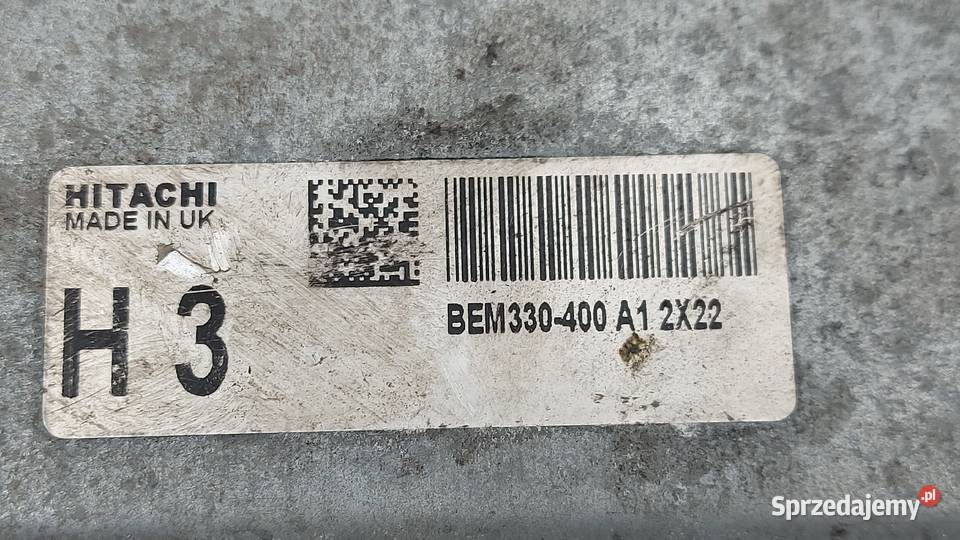 HITACHI
MADE IN UK
H 3
BEM330-400 A1 2X22
Sprzedajemy.pl